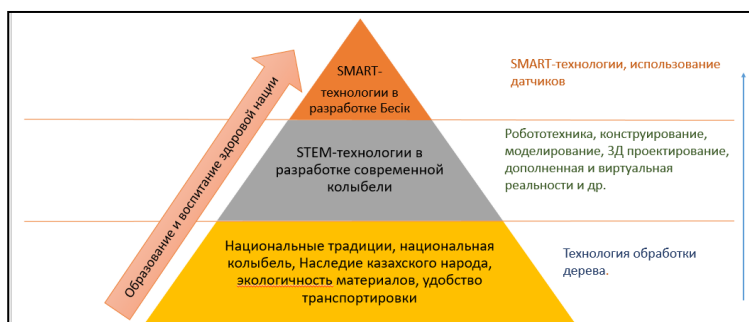 Образование и воспитание здоровой нации
SMART-
технологии в
разработке Бесік
SMART-технологии, использование
датчиков
STEM-технологии в
разработке современной
колыбели
Робототехника, конструирование,
моделирование, ЗД проектирование,
дополненная и виртуальная
реальности и др.
Национальные традиции, национальная
колыбель, Наследие казахского народа,
экологичность материалов, удобство
транспортировки
Технология обработки
дерева.